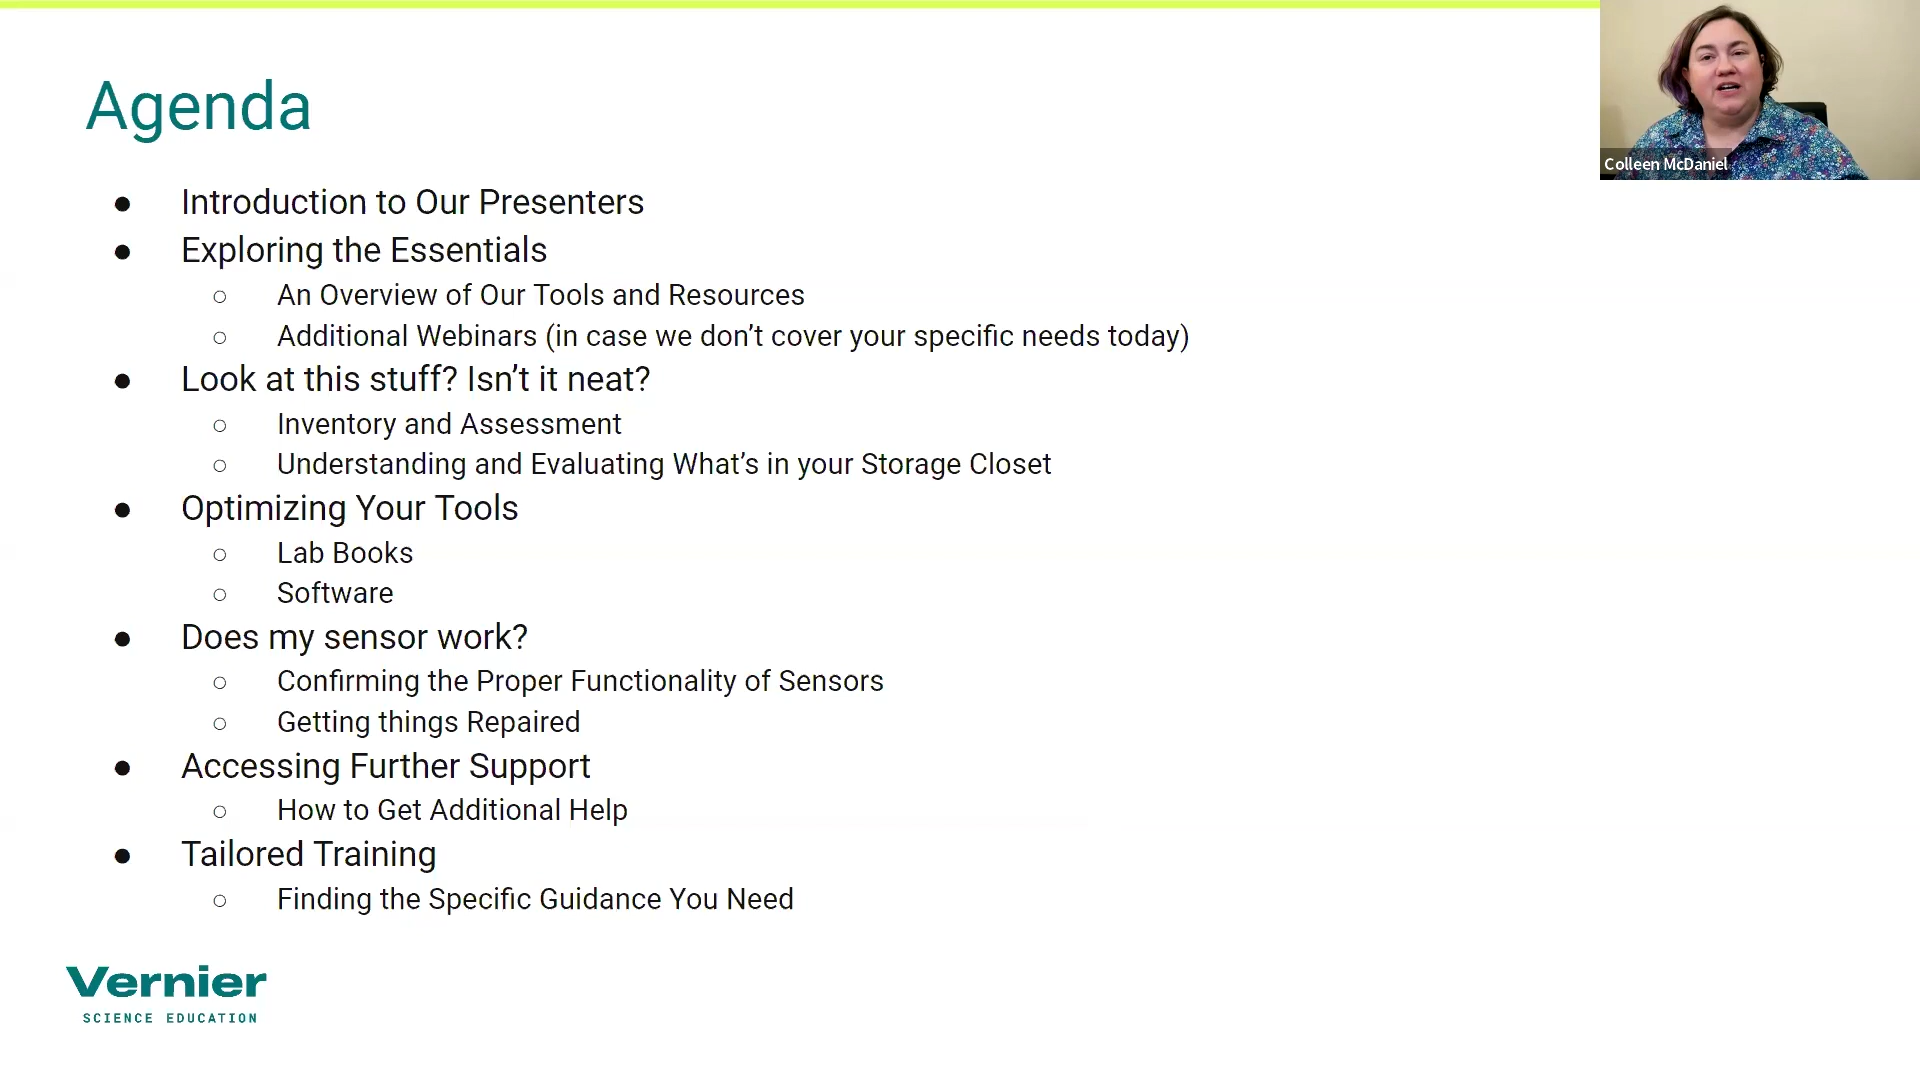 Agenda
Colleen McDaniel
● Introduction to Our Presenters
● Exploring the Essentials
○ An Overview of Our Tools and Resources
○ Additional Webinars (in case we don’t cover your specific needs today)
● Look at this stuff? Isn’t it neat?
○ Inventory and Assessment
○ Understanding and Evaluating What’s in your Storage Closet
● Optimizing Your Tools
○ Lab Books
○ Software
● Does my sensor work?
○ Confirming the Proper Functionality of Sensors
○ Getting things Repaired
● Accessing Further Support
○ How to Get Additional Help
● Tailored Training
○ Finding the Specific Guidance You Need
Vernier
SCIENCE EDUCATION